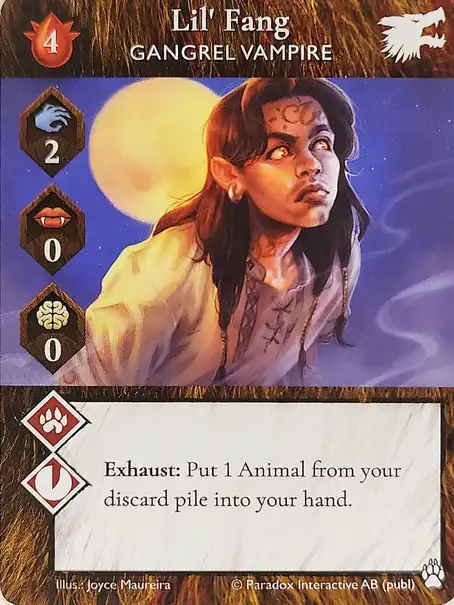 4
Lil' Fang
GANGREL VAMPIRE
2
0
0
Exhaust: Put 1 Animal from your
discard pile into your hand.
Illus.: Joyce Maureira
© Paradox Interactive AB (publ)